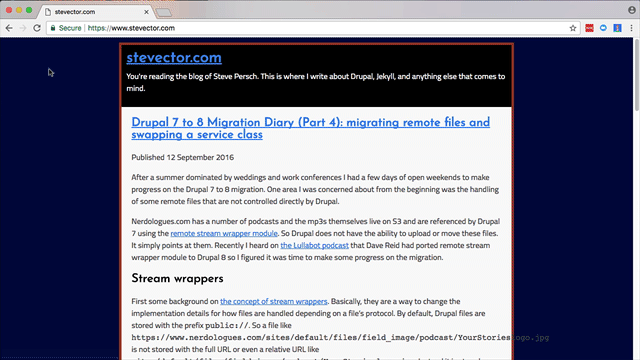 stevector.com
Secure https://www.stevector.com
stevector.com
You're reading the blog of Steve Persch. This is where I write about Drupal, Jekyll, and anything else that comes to
mind.
Drupal 7 to 8 Migration Diary (Part 4): migrating remote files and
swapping a service class
Published 12 September 2016
After a summer dominated by weddings and work conferences I had a few days of open weekends to make
progress on the Drupal 7 to 8 migration. One area I was concerned about from the beginning was the handling
of some remote files that are not controlled directly by Drupal.
Nerdologues.com has a number of podcasts and the mp3s themselves live on S3 and are referenced by Drupal
7 using the remote stream wrapper module. So Drupal does not have the ability to upload or move these files.
It simply points at them. Recently I heard on the Lullabot podcast that Dave Reid had ported remote stream
wrapper module to Drupal 8 so I figured it was time to make some progress on the migration.
Stream wrappers
First some background on the concept of stream wrappers. Basically, they are a way to change the
implementation details for how files are handled depending on a file's protocol. By default, Drupal files are
stored with the prefix public://. So a file like
https://www.nerdologues.com/sites/default/files/field_image/podcast/YourStoriesLogo.jpg
is not stored with the full URL or even a relative URL like